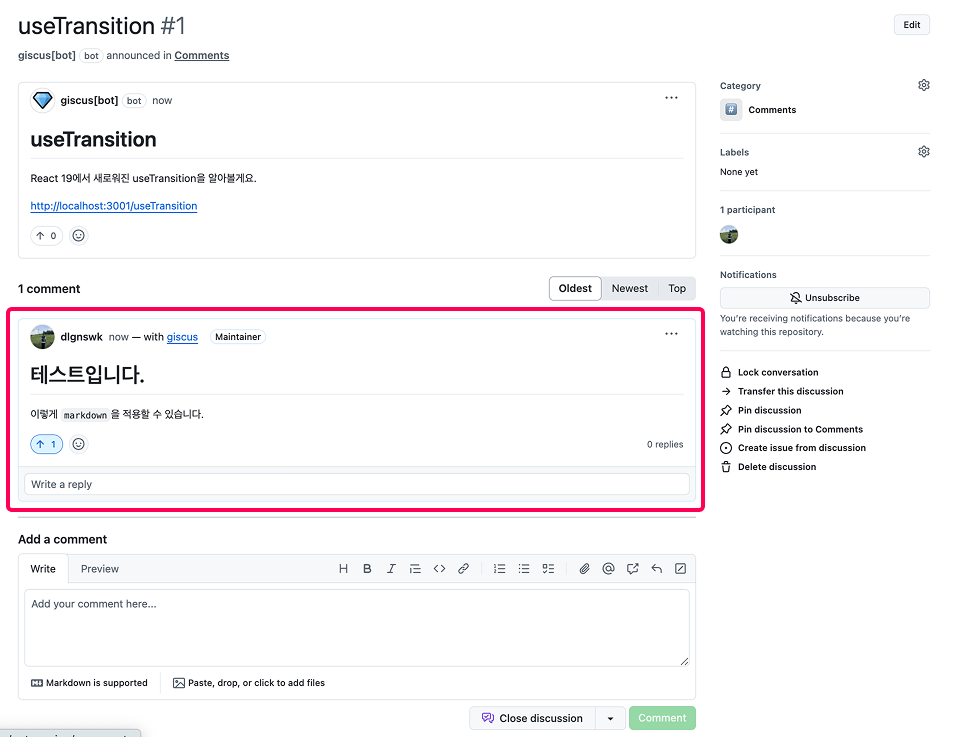 useTransition #1
Edit
giscus[bot] bot announced in Comments
giscus[bot] bot now
useTransition
React 19에서 새로워진 useTransition을 알아볼게요.
http://localhost:3001/useTransition
0
Category
Comments
Labels
None yet
1 participant
Notifications
Unsubscribe
You're receiving notifications because you're
watching this repository.
Lock conversation
Transfer this discussion
Pin discussion
Pin discussion to Comments
Create issue from discussion
Delete discussion
1 comment
Oldest Newest Top
dlgnswk now — with giscus Maintainer
테스트입니다.
이렇게 markdown 을 적용할 수 있습니다.
1
0 replies
Write a reply
Add a comment
Write Preview
Add your comment here...
Markdown is supported
Paste, drop, or click to add files
Close discussion
Comment